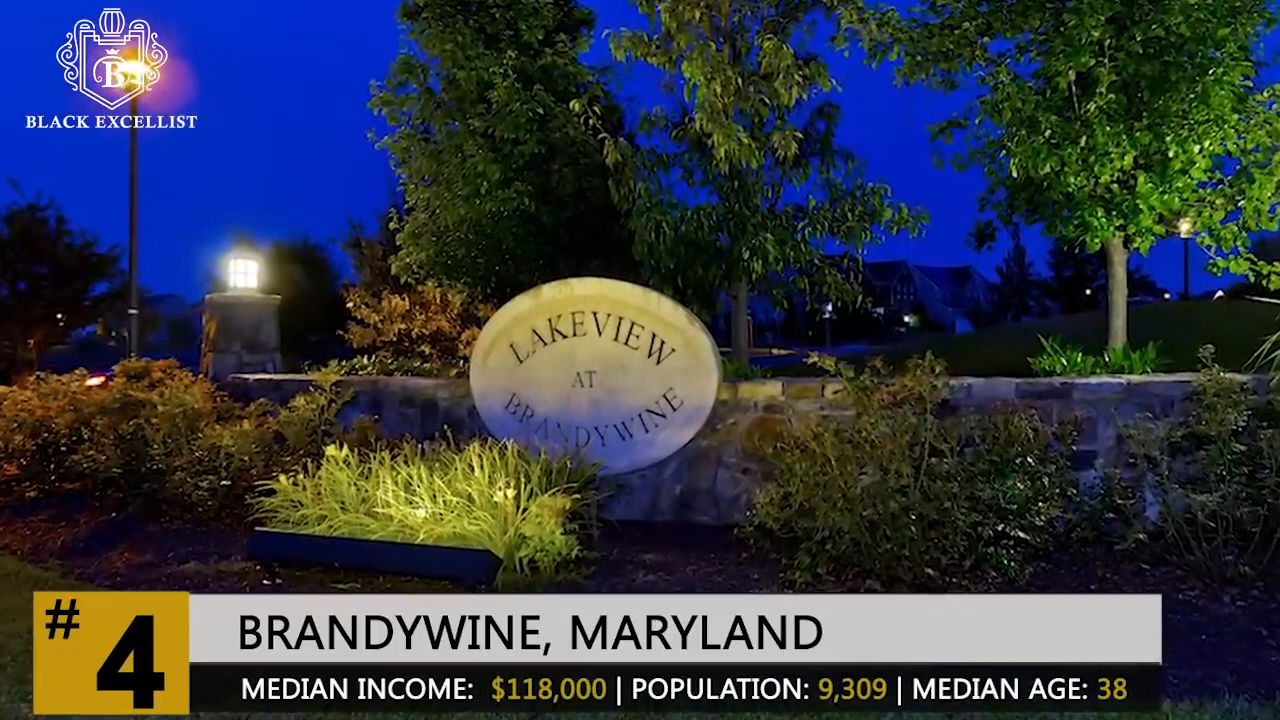 B
BLACK EXCELLIST
LAKEVIEW
AT
BRANDYWINE
# 4
BRANDYWINE, MARYLAND
MEDIAN INCOME: $118,000 | POPULATION: 9,309 | MEDIAN AGE: 38